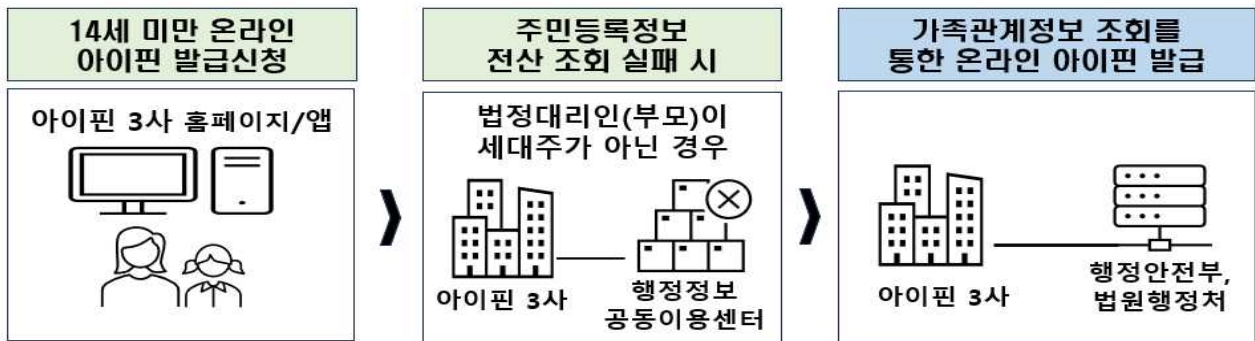 14세 미만 온라인
아이핀 발급신청
아이핀 3사 홈페이지/앱
주민등록정보
전산 조회 실패 시
법정대리인(부모)이
세대주가 아닌 경우
아이핀 3사
행정정보
공동이용센터
가족관계정보 조회를
통한 온라인 아이핀 발급
아이핀 3사
행정안전부,
법원행정처